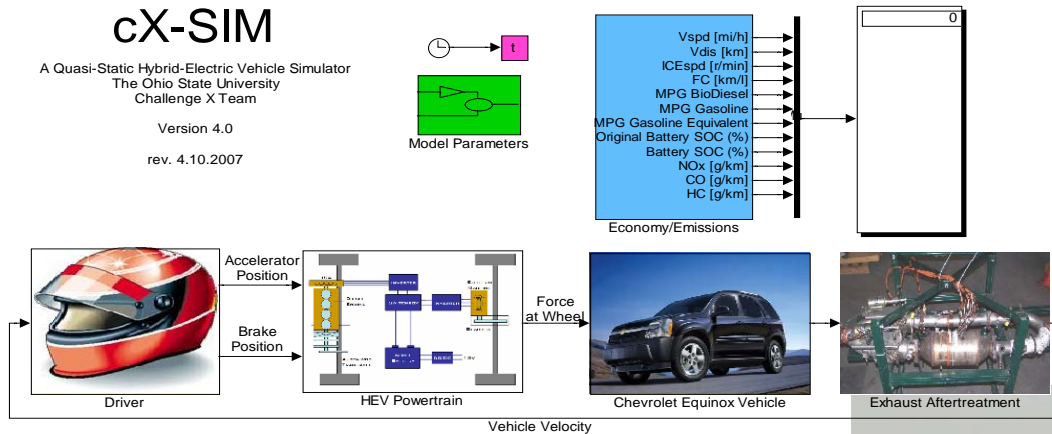 cX-SIM
A Quasi-Static Hybrid-Electric Vehicle Simulator
The Ohio State University
Challenge X Team
Version 4.0
rev. 4.10.2007
t
Model Parameters
Vspd [mi/h]
Vdis [km]
ICEspd [r/min]
FC [km/l]
MPG BioDiesel
MPG Gasoline
MPG Gasoline Equivalent
Original Battery SOC (%)
Battery SOC (%)
NOx [g/km]
CO [g/km]
HC [g/km]
Economy/Emissions
0
Accelerator
Position
Brake
Position
Driver
HEV Powertrain
Force
at Wheel
Chevrolet Equinox Vehicle
Exhaust Aftertreatment
Vehicle Velocity